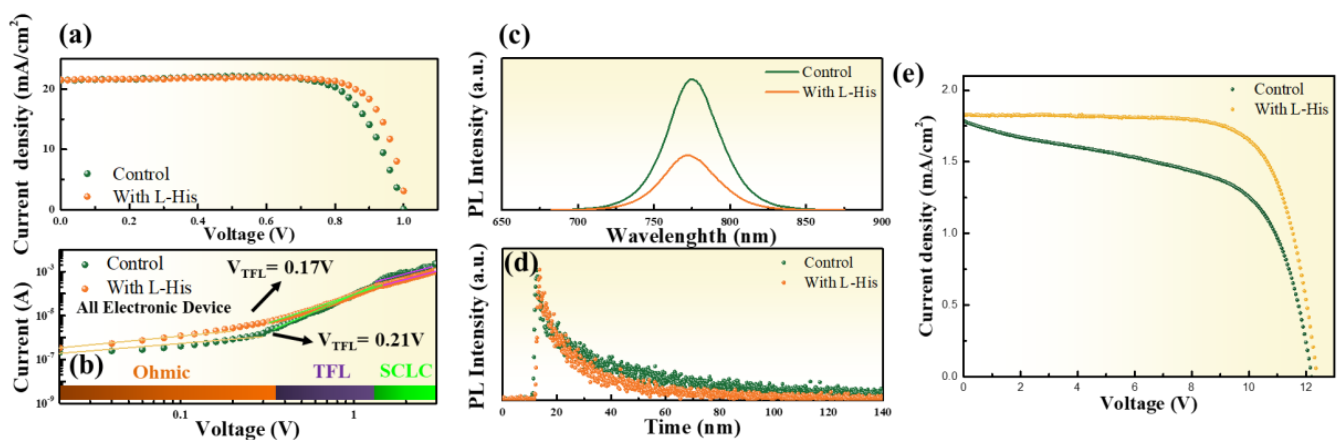 (a)
Current density (mA/cm²)
20
10
0
Control
With L-His
0.0 0.2 0.4 0.6 0.8 1.0
Voltage (V)
Control
With L-His
All Electronic Device
V_TFL= 0.17V
V_TFL= 0.21V
(b)
Ohmic TFL SCLC
Current (A)
10⁻³
10⁻⁵
10⁻⁷
10⁻⁹
0.1 1
Voltage (V)
(c)
PL Intensity (a.u.)
Control
With L-His
650 700 750 800 850 900
Wavelenghth (nm)
(d)
PL Intensity (a.u.)
Control
With L-His
0 20 40 60 80 100 120 140
Time (nm)
(e)
Current density (mA/cm²)
2.0
1.5
1.0
0.5
0.0
Control
With L-His
0 2 4 6 8 10 12
Voltage (V)